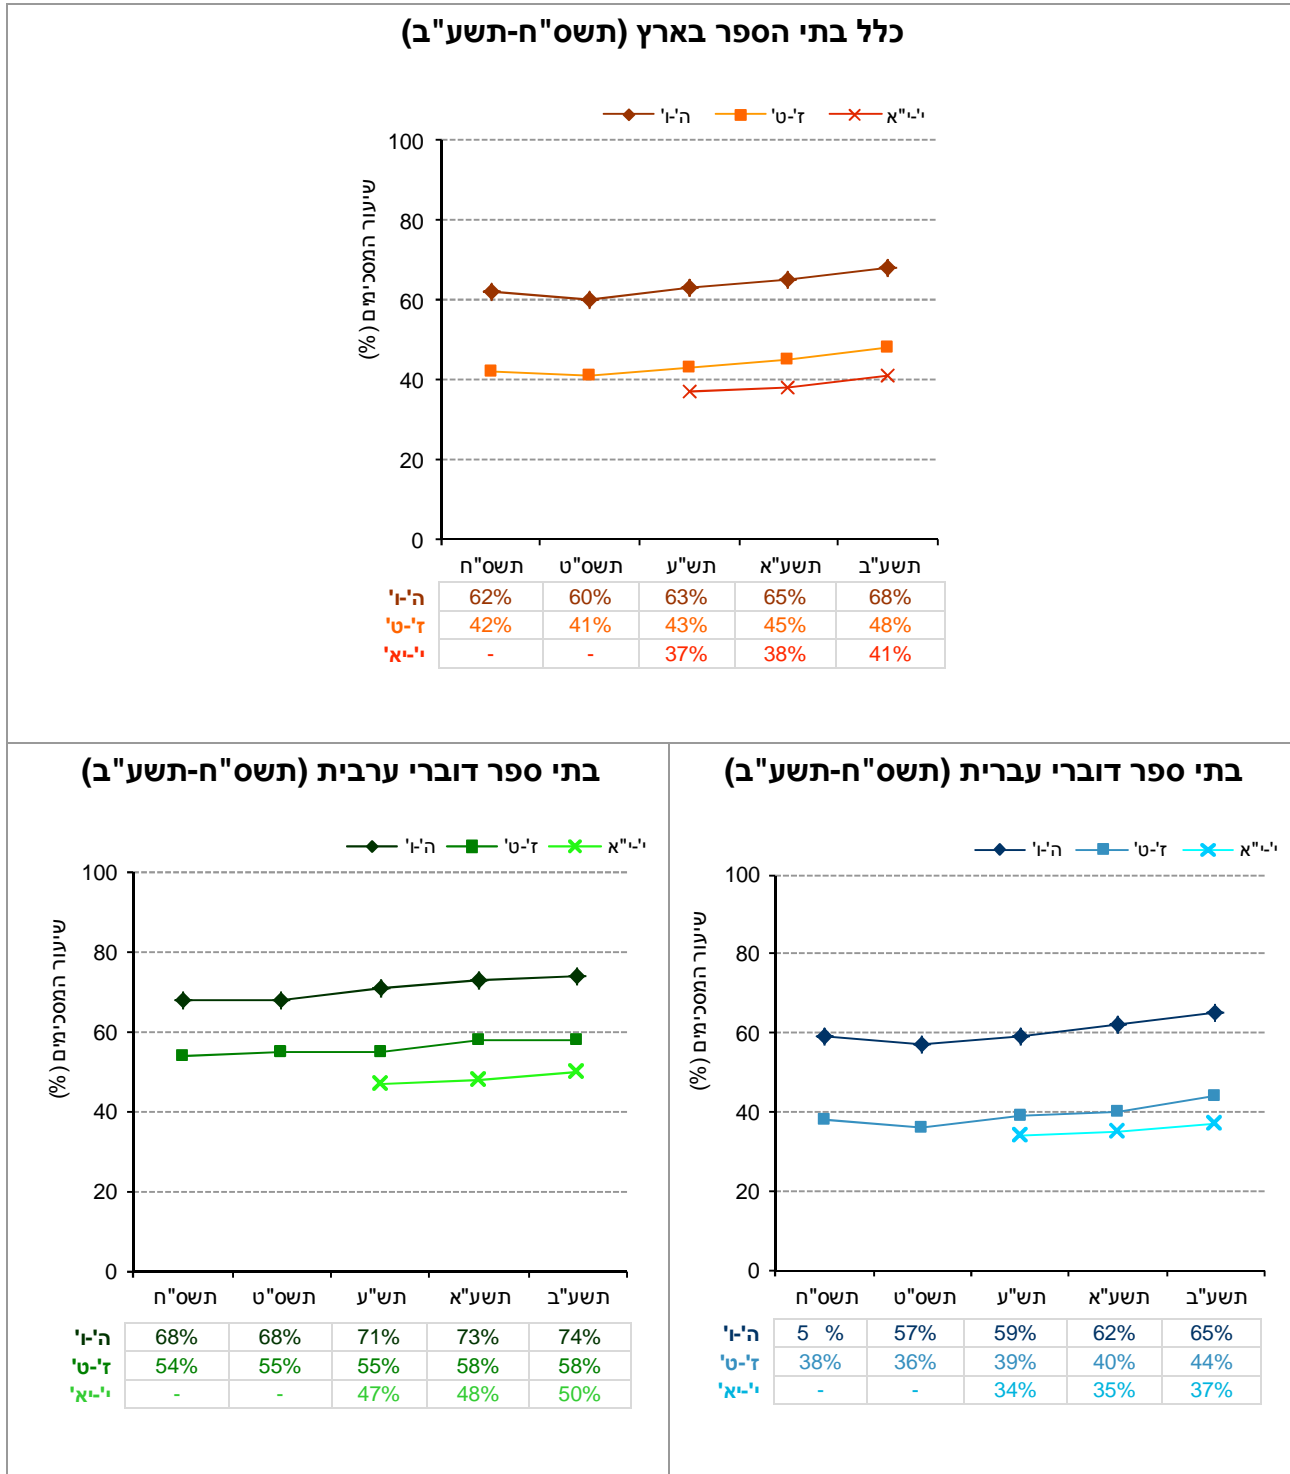 כלל בתי הספר בארץ (תשס"ח-תשע"ב)
ה'-ו' ז'-ט' י'-י"א
שיעור המסכימים (%)
100
80
60
40
20
0
תשס"ח תשס"ט תש"ע תשע"א תשע"ב
ה'-ו' 62% 60% 63% 65% 68%
ז'-ט' 42% 41% 43% 45% 48%
י'-יא' - - 37% 38% 41%
בתי ספר דוברי עברית (תשס"ח-תשע"ב)
ה'-ו' ז'-ט' י'-י"א
שיעור המסכימים (%)
100
80
60
40
20
0
תשס"ח תשס"ט תש"ע תשע"א תשע"ב
ה'-ו' 5 % 57% 59% 62% 65%
ז'-ט' 38% 36% 39% 40% 44%
י'-יא' - - 34% 35% 37%
בתי ספר דוברי ערבית (תשס"ח-תשע"ב)
ה'-ו' ז'-ט' י'-י"א
שיעור המסכימים (%)
100
80
60
40
20
0
תשס"ח תשס"ט תש"ע תשע"א תשע"ב
ה'-ו' 68% 68% 71% 73% 74%
ז'-ט' 54% 55% 55% 58% 58%
י'-יא' - - 47% 48% 50%